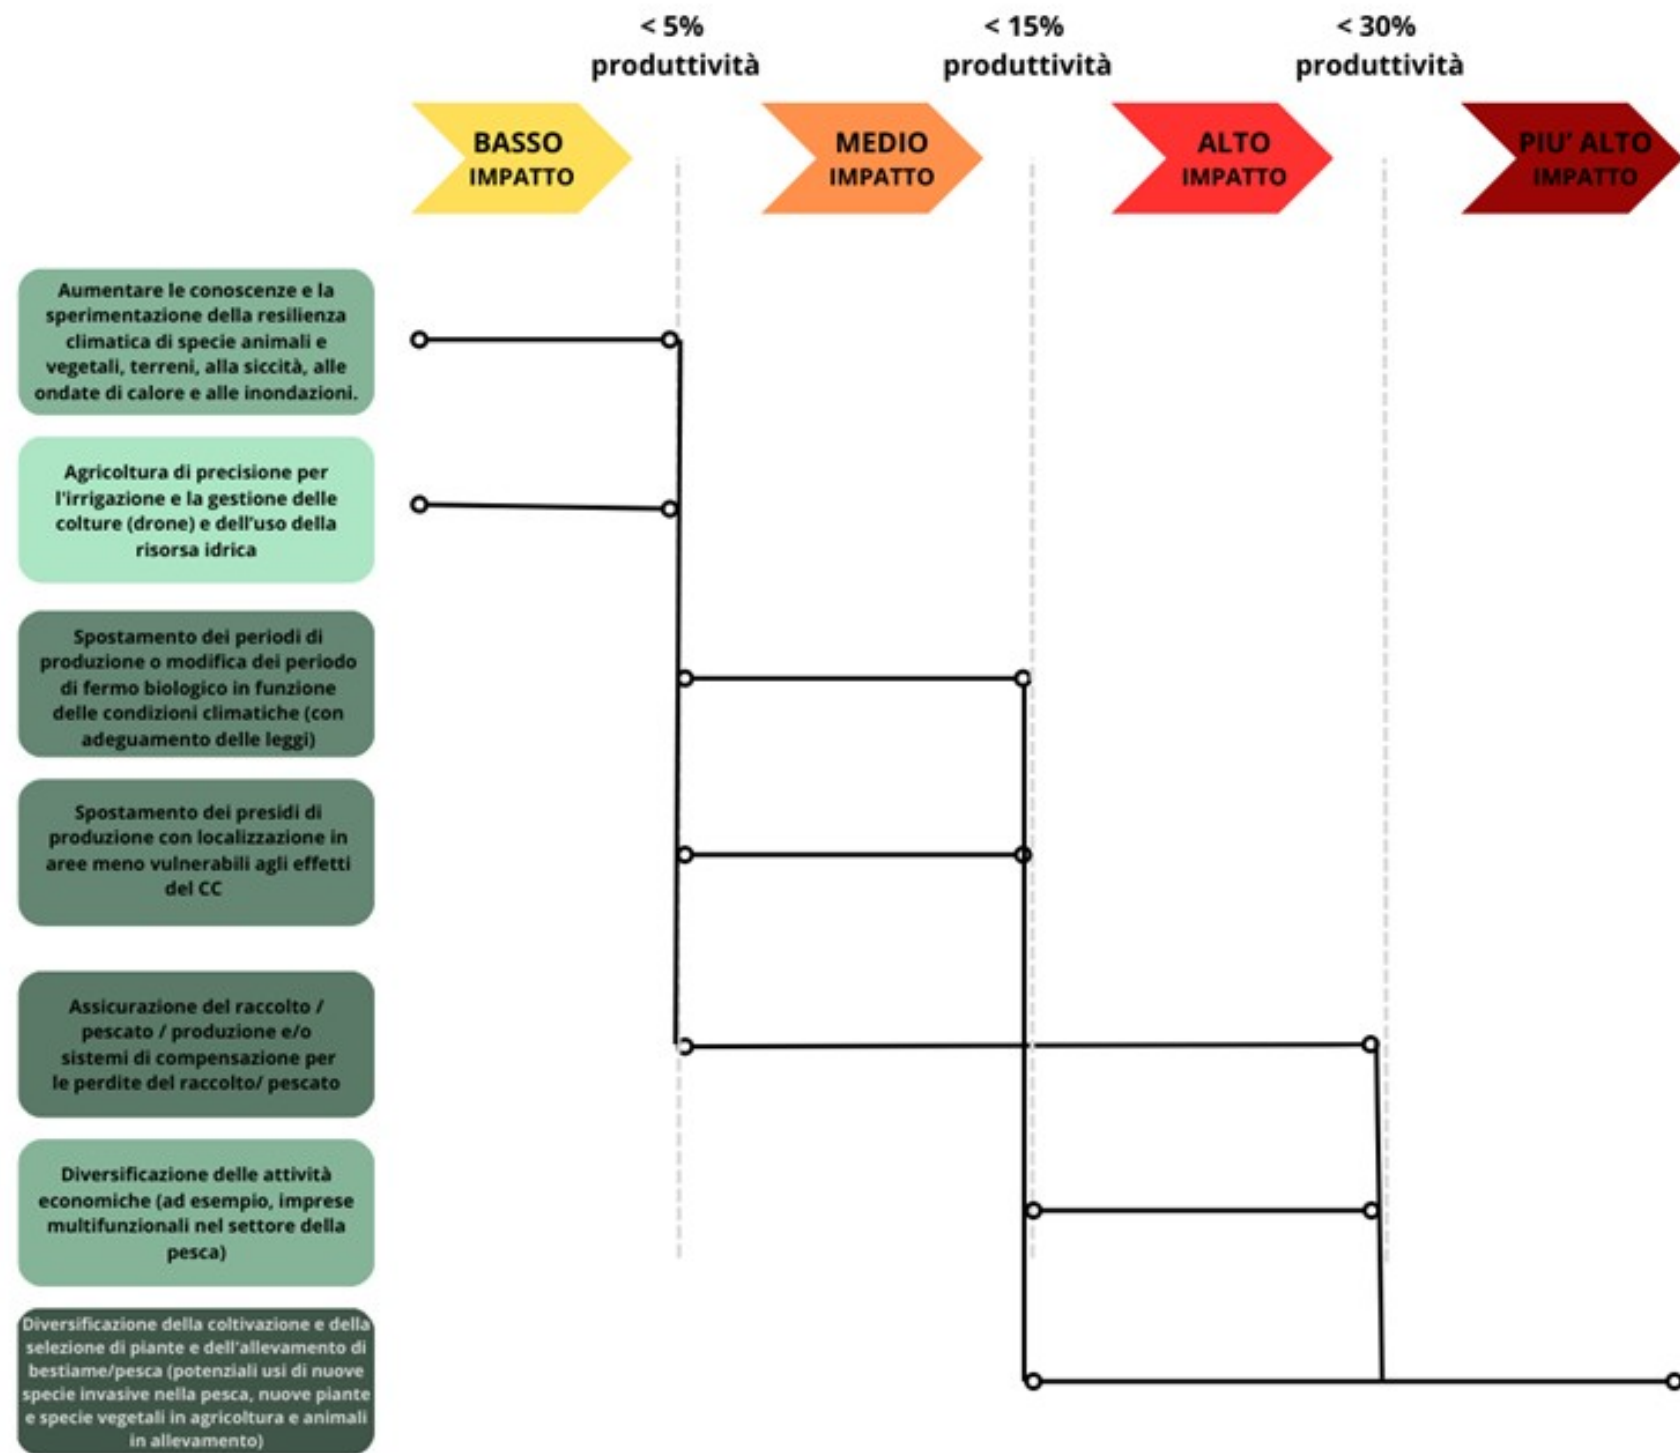 < 5%
produttività
< 15%
produttività
< 30%
produttività
BASSO
IMPATTO
MEDIO
IMPATTO
ALTO
IMPATTO
PIU' ALTO
IMPATTO
Aumentare le conoscenze e la
sperimentazione della resilienza
climatica di specie animali e
vegetali, terreni, alla siccità, alle
ondate di calore e alle inondazioni.
Agricoltura di precisione per
l'irrigazione e la gestione delle
colture (drone) e dell'uso della
risorsa idrica
Spostamento dei periodi di
produzione o modifica dei periodo
di fermo biologico in funzione
delle condizioni climatiche (con
adeguamento delle leggi)
Spostamento dei presidi di
produzione con localizzazione in
aree meno vulnerabili agli effetti
del CC
Assicurazione del raccolto /
pescato / produzione e/o
sistemi di compensazione per
le perdite del raccolto/ pescato
Diversificazione delle attività
economiche (ad esempio, imprese
multifunzionali nel settore della
pesca)
Diversificazione della coltivazione e della
selezione di piante e dell'allevamento di
bestiame/pesca (potenziali usi di nuove
specie invasive nella pesca, nuove piante
e specie vegetali in agricoltura e animali
in allevamento)